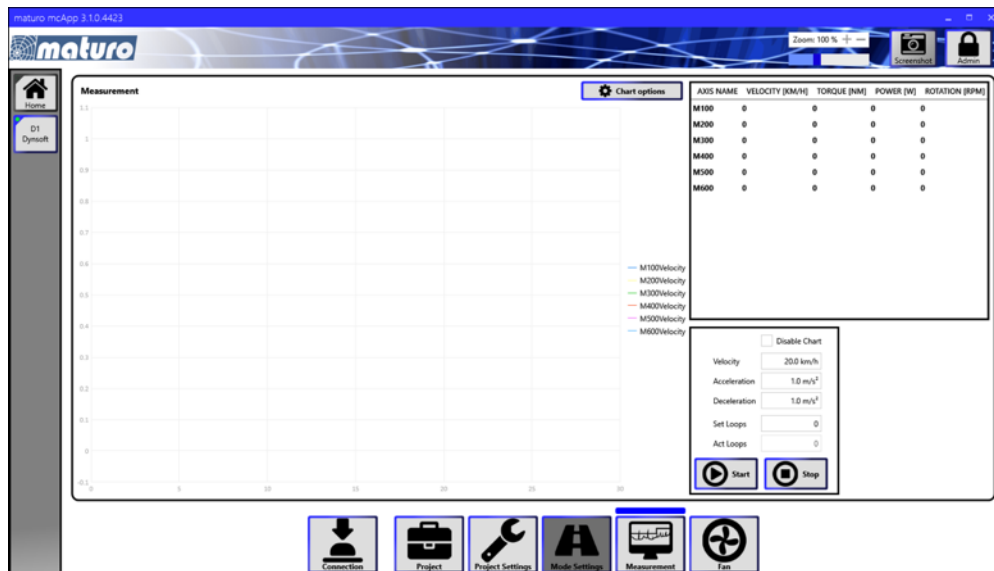 maturo mcApp 3.1.0.4423
maturo
Zoom: 100 %
Screenshot
Admin
Home
D1
Dynsoft
Measurement
Chart options
1.1
1
0.9
0.8
0.7
0.6
0.5
0.4
0.3
0.2
0.1
0
-0.1
0 5 10 15 20 25 30
M100Velocity
M200Velocity
M300Velocity
M400Velocity
M500Velocity
M600Velocity
AXIS NAME VELOCITY [KM/H] TORQUE [NM] POWER [W] ROTATION [RPM]
M100 0 0 0 0
M200 0 0 0 0
M300 0 0 0 0
M400 0 0 0 0
M500 0 0 0 0
M600 0 0 0 0
Disable Chart
Velocity 20.0 km/h
Acceleration 1.0 m/s²
Deceleration 1.0 m/s²
Set Loops 0
Act Loops 0
Start Stop
Connection Project Project Settings Mode Settings Measurement Fan